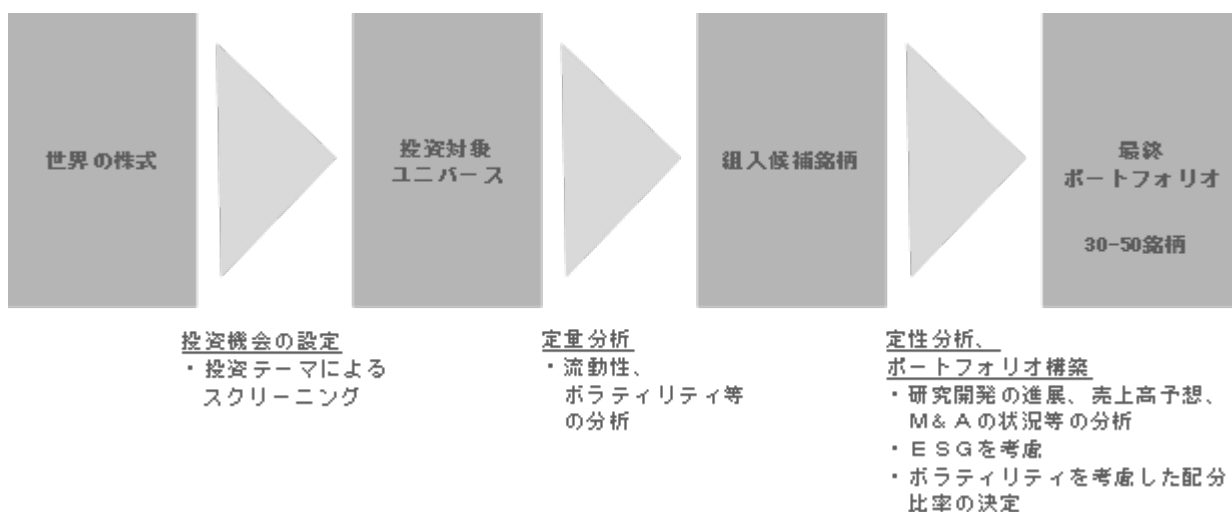 世界の株式
投資対象
ユニバース
組入候補銘柄
最終
ポートフォリオ
30-50銘柄
投資機会の設定
・投資テーマによる
スクリーニング
定量分析
・流動性、
ボラティリティ等
の分析
定性分析、
ポートフォリオ構築
・研究開発の進展、売上高予想、
M&Aの状況等の分析
・ESGを考慮
・ボラティリティを考慮した配分
比率の決定